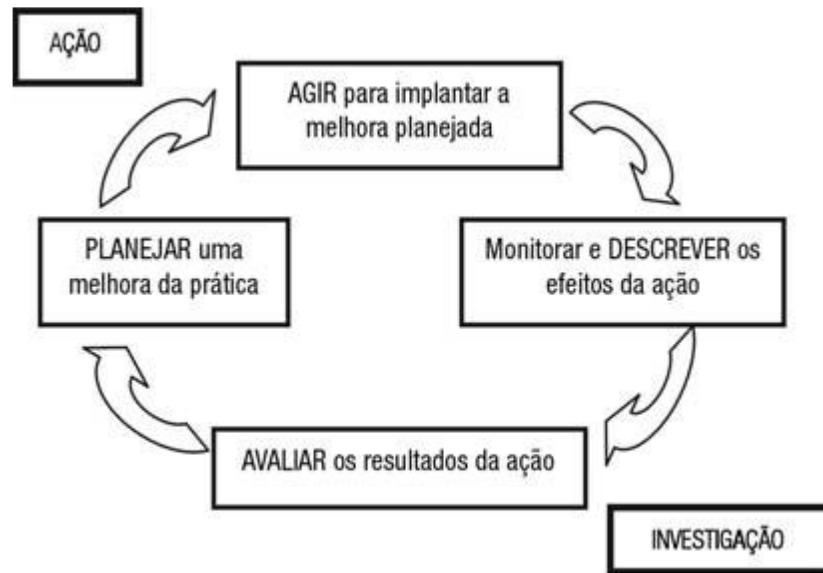 AÇÃO
AGIR para implantar a
melhora planejada
PLANEJAR uma
melhora da prática
Monitorar e DESCREVER os
efeitos da ação
AVALIAR os resultados da ação
INVESTIGAÇÃO